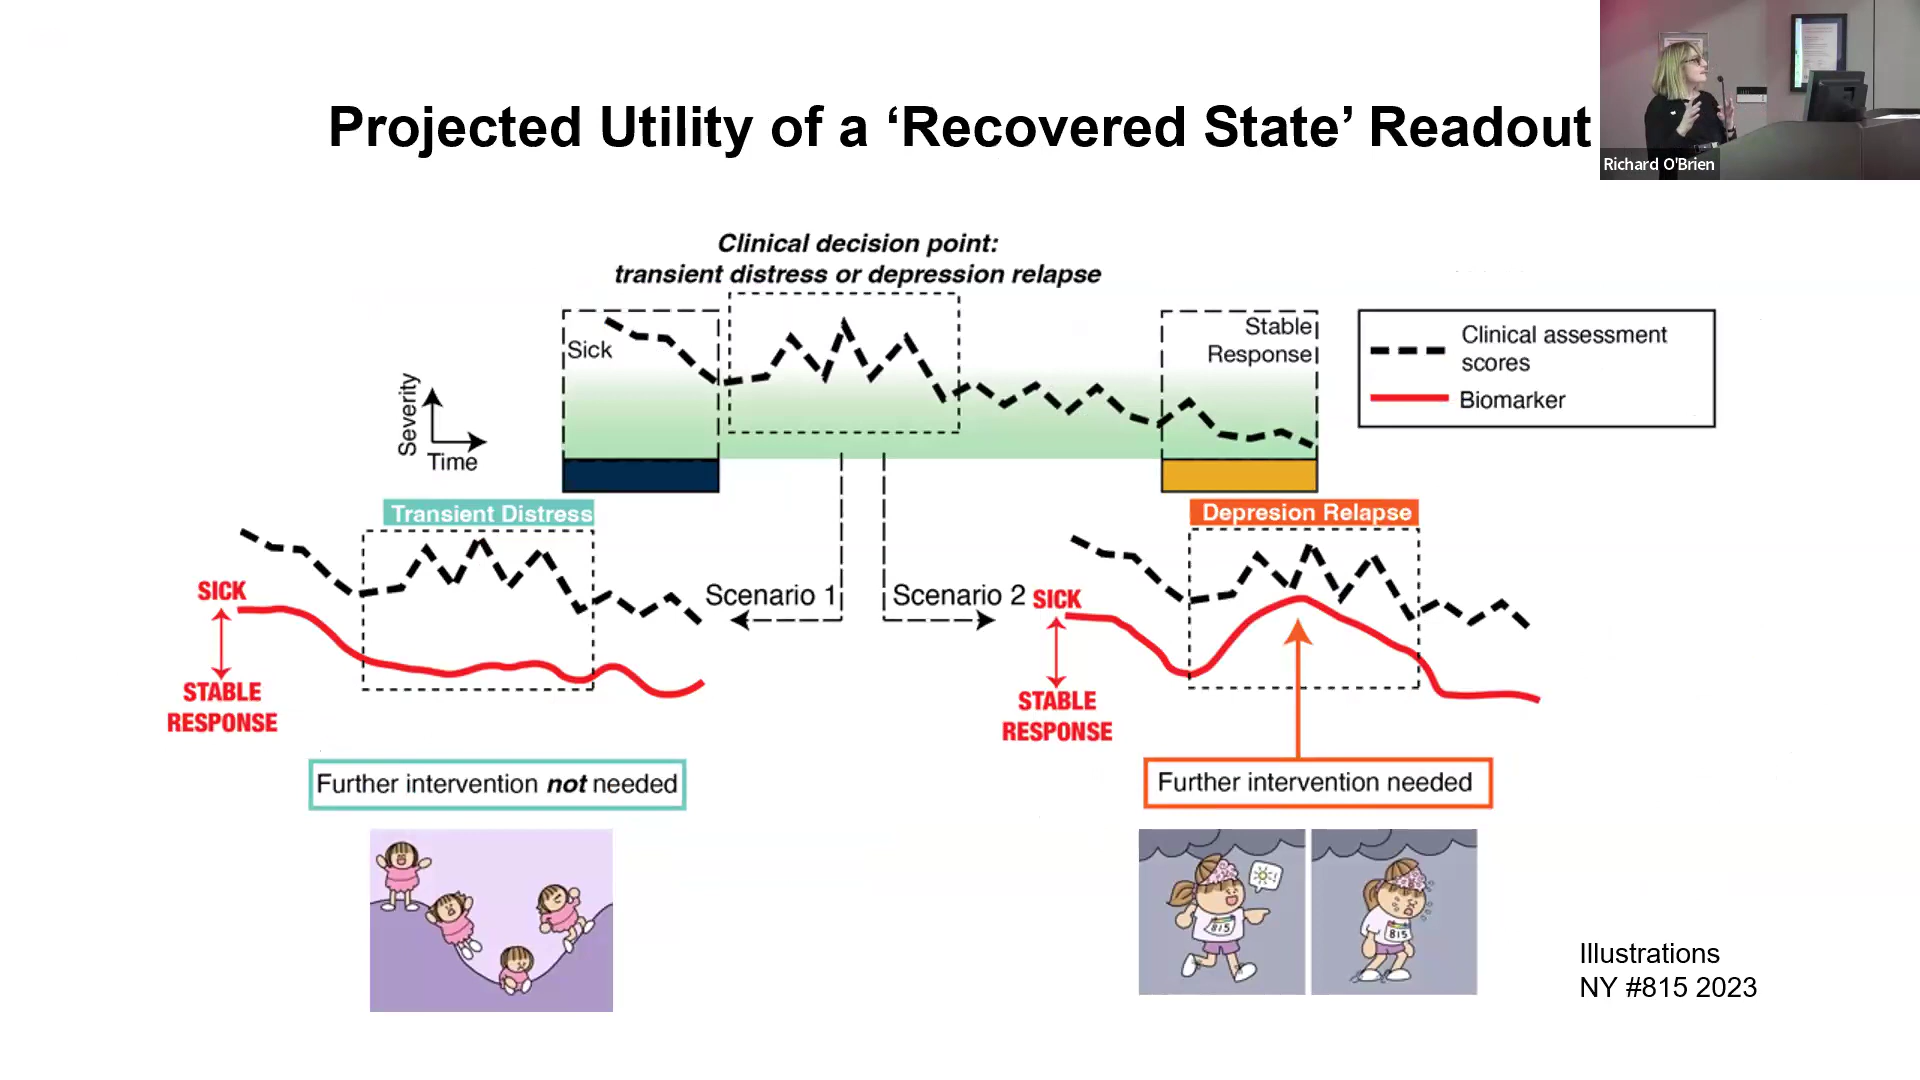 Projected Utility of a ‘Recovered State’ Readout
Richard O'Brien
Clinical decision point:
transient distress or depression relapse
Sick
Stable
Response
Clinical assessment
scores
Biomarker
Severity
Time
Transient Distress
Depresion Relapse
Scenario 1
Scenario 2
SICK
STABLE
RESPONSE
SICK
STABLE
RESPONSE
Further intervention not needed
Further intervention needed
815
815
Illustrations
NY #815 2023